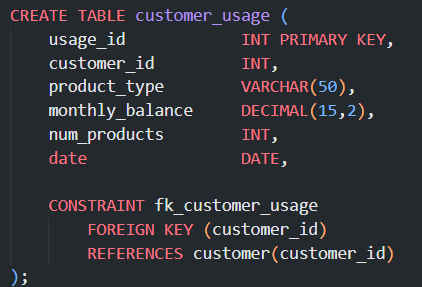 CREATE TABLE customer_usage (
    usage_id            INT PRIMARY KEY,
    customer_id         INT,
    product_type        VARCHAR(50),
    monthly_balance     DECIMAL(15,2),
    num_products        INT,
    date                DATE,

    CONSTRAINT fk_customer_usage
        FOREIGN KEY (customer_id)
        REFERENCES customer(customer_id)
);